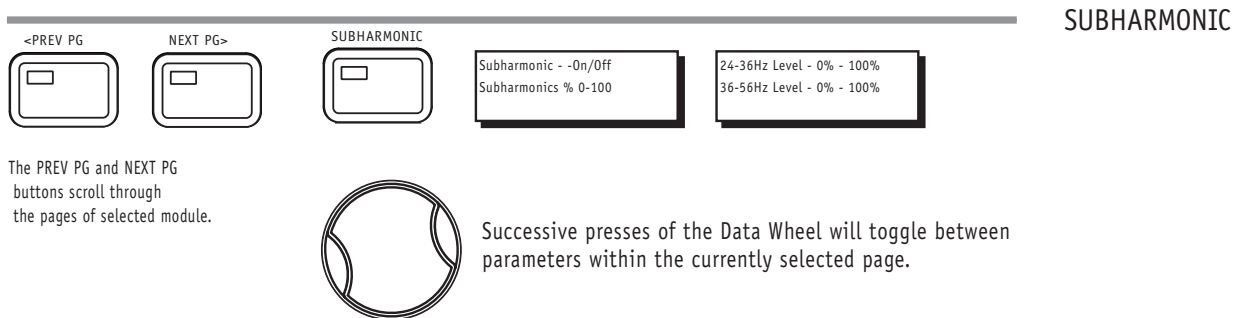 SUBHARMONIC
<PREV PG
NEXT PG>
SUBHARMONIC
Subharmonic - -On/Off
Subharmonics % 0-100
24-36Hz Level - 0% - 100%
36-56Hz Level - 0% - 100%
The PREV PG and NEXT PG
buttons scroll through
the pages of selected module.
Successive presses of the Data Wheel will toggle between
parameters within the currently selected page.